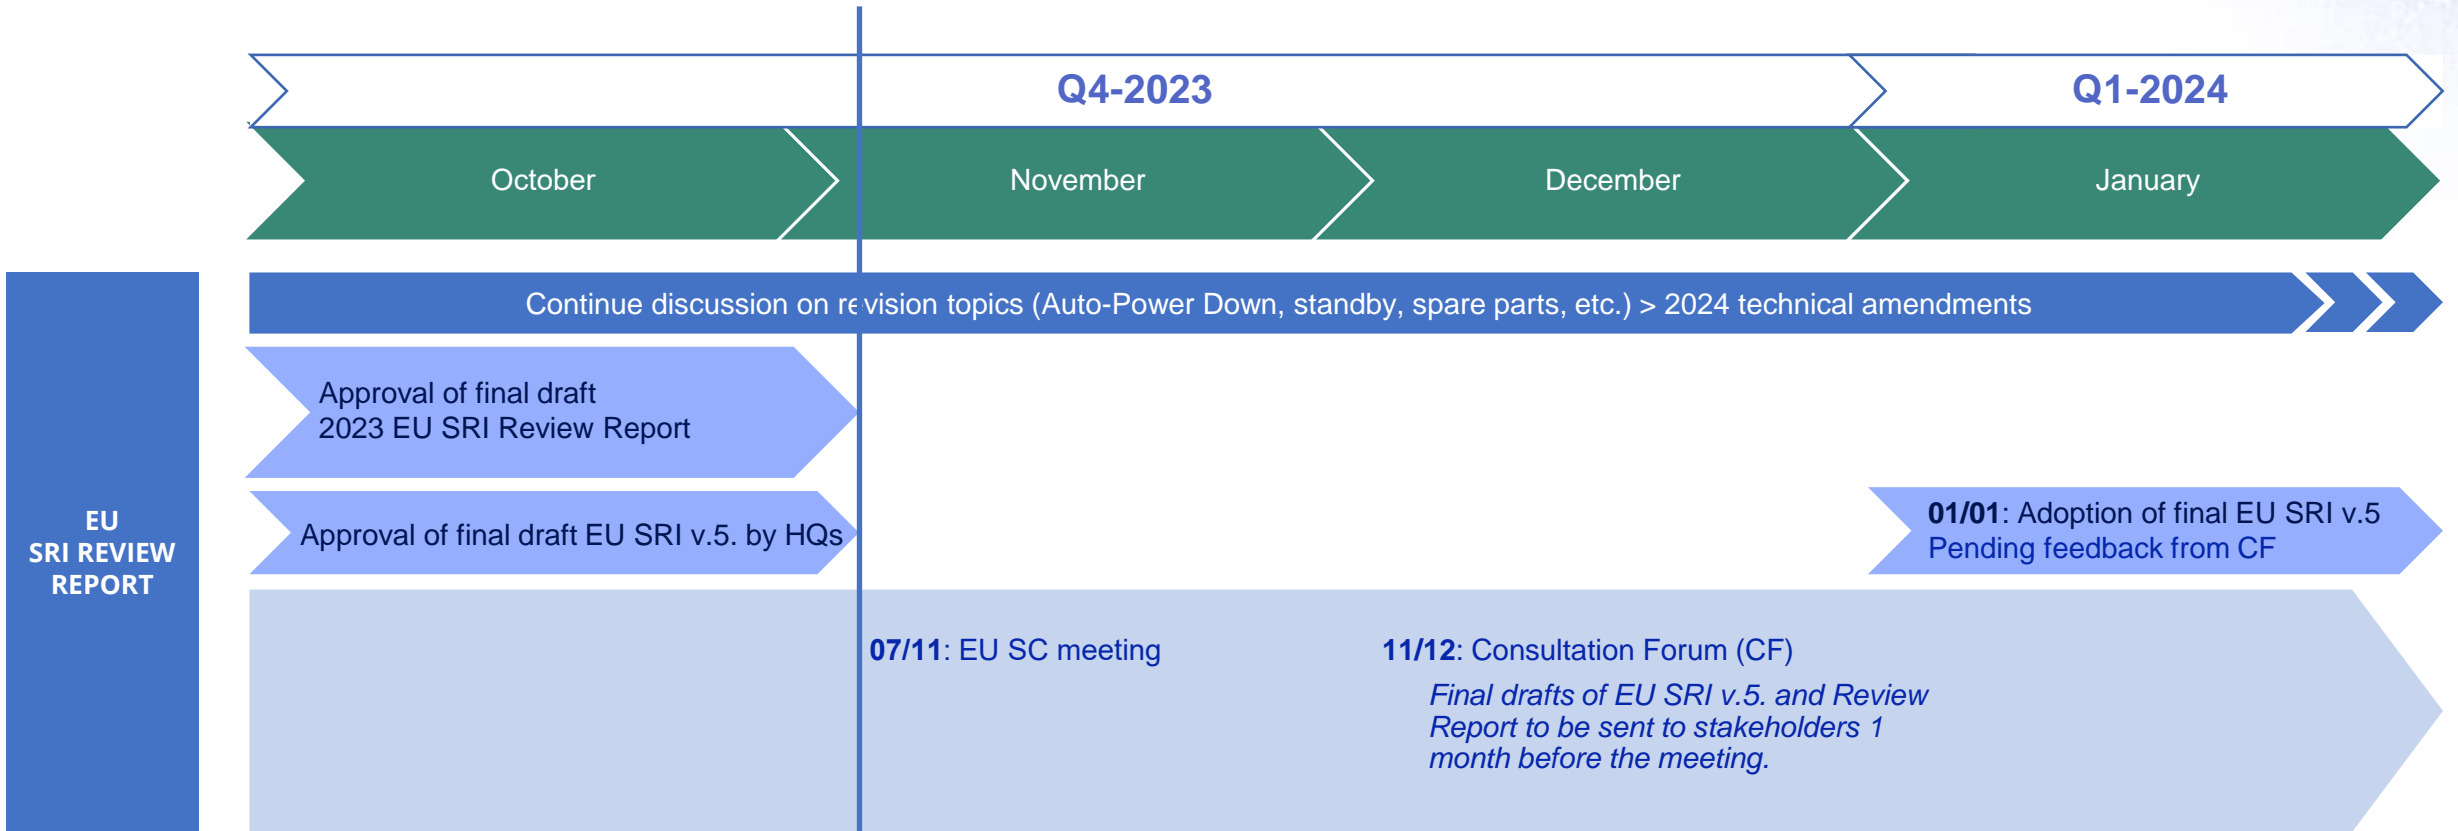 Q4-2023
Q1-2024
October
November
December
January
Continue discussion on revision topics (Auto-Power Down, standby, spare parts, etc.) > 2024 technical amendments
EU
SRI REVIEW
REPORT
Approval of final draft
2023 EU SRI Review Report
Approval of final draft EU SRI v.5. by HQs
01/01: Adoption of final EU SRI v.5
Pending feedback from CF
07/11: EU SC meeting
11/12: Consultation Forum (CF)
Final drafts of EU SRI v.5. and Review
Report to be sent to stakeholders 1
month before the meeting.